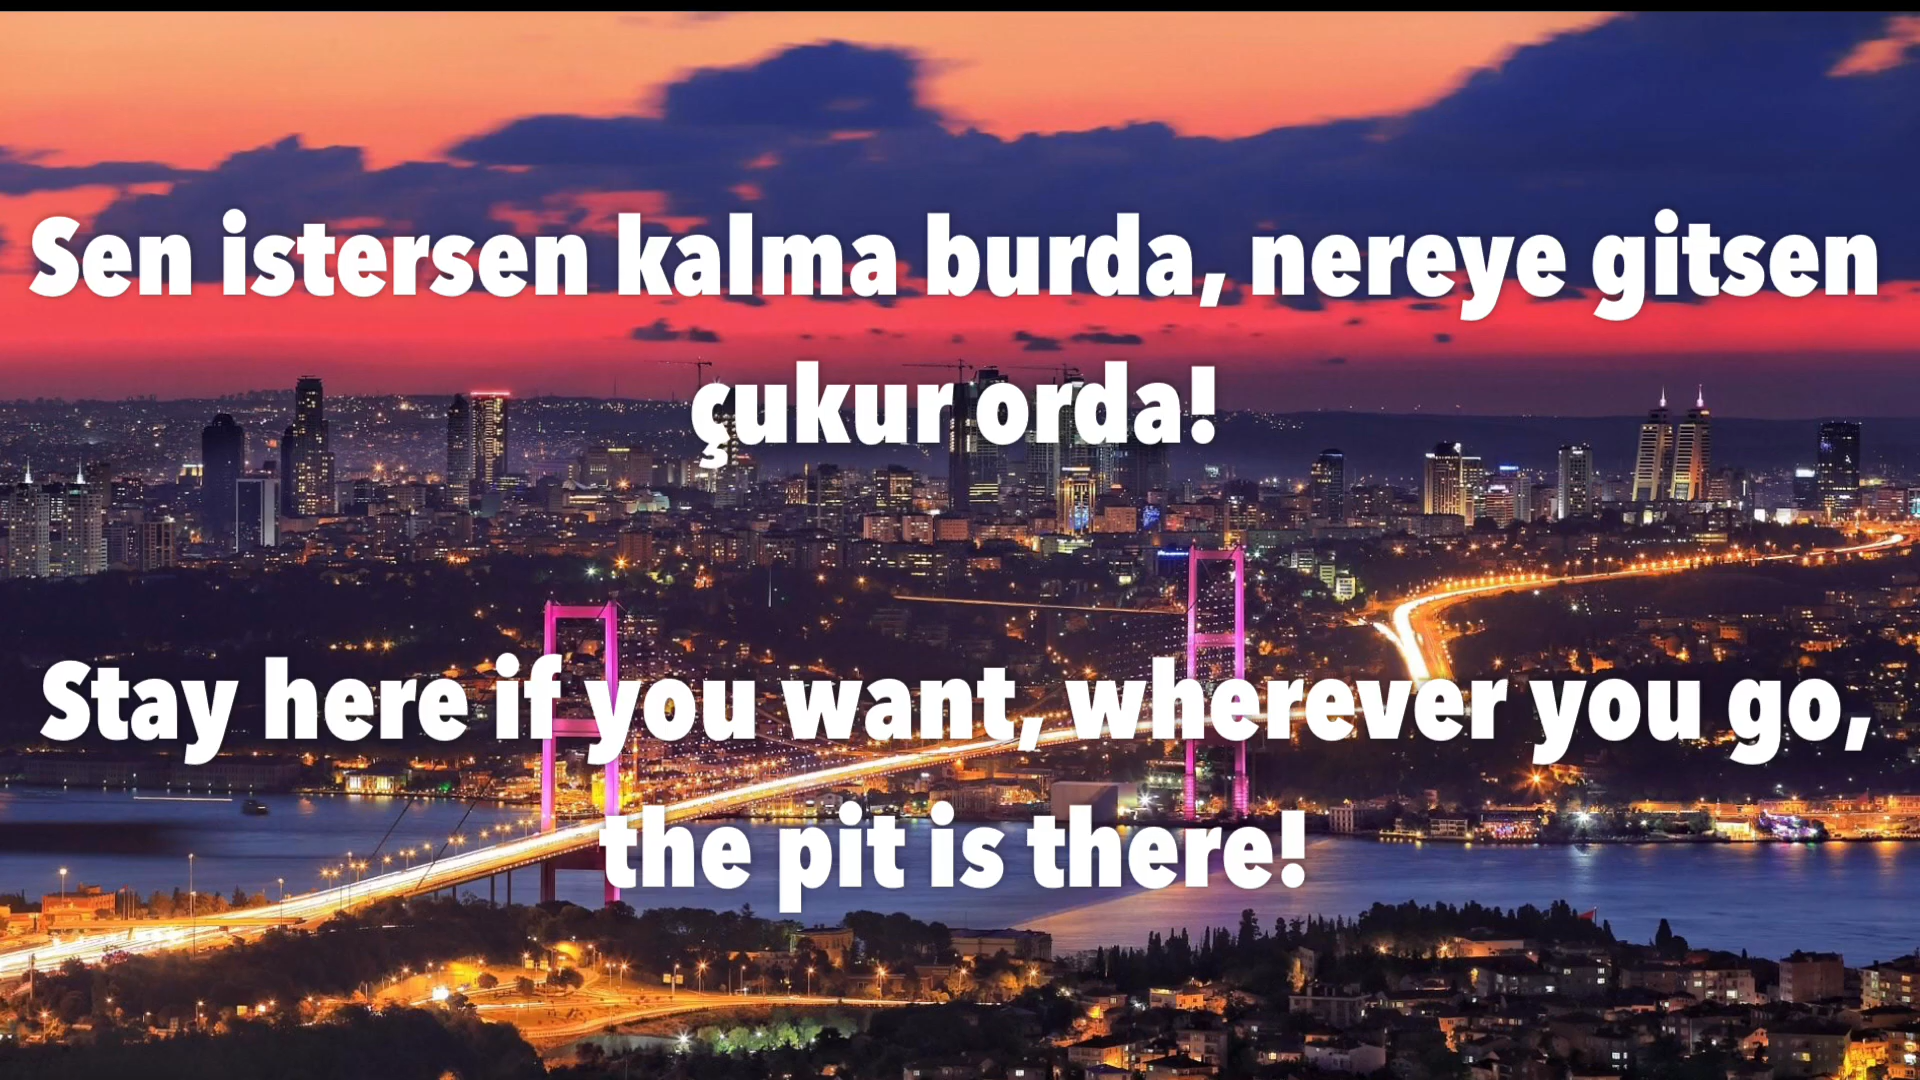 Sen istersen kalma burda, nereye gitsen
çukur orda!
Stay here if you want, wherever you go,
the pit is there!